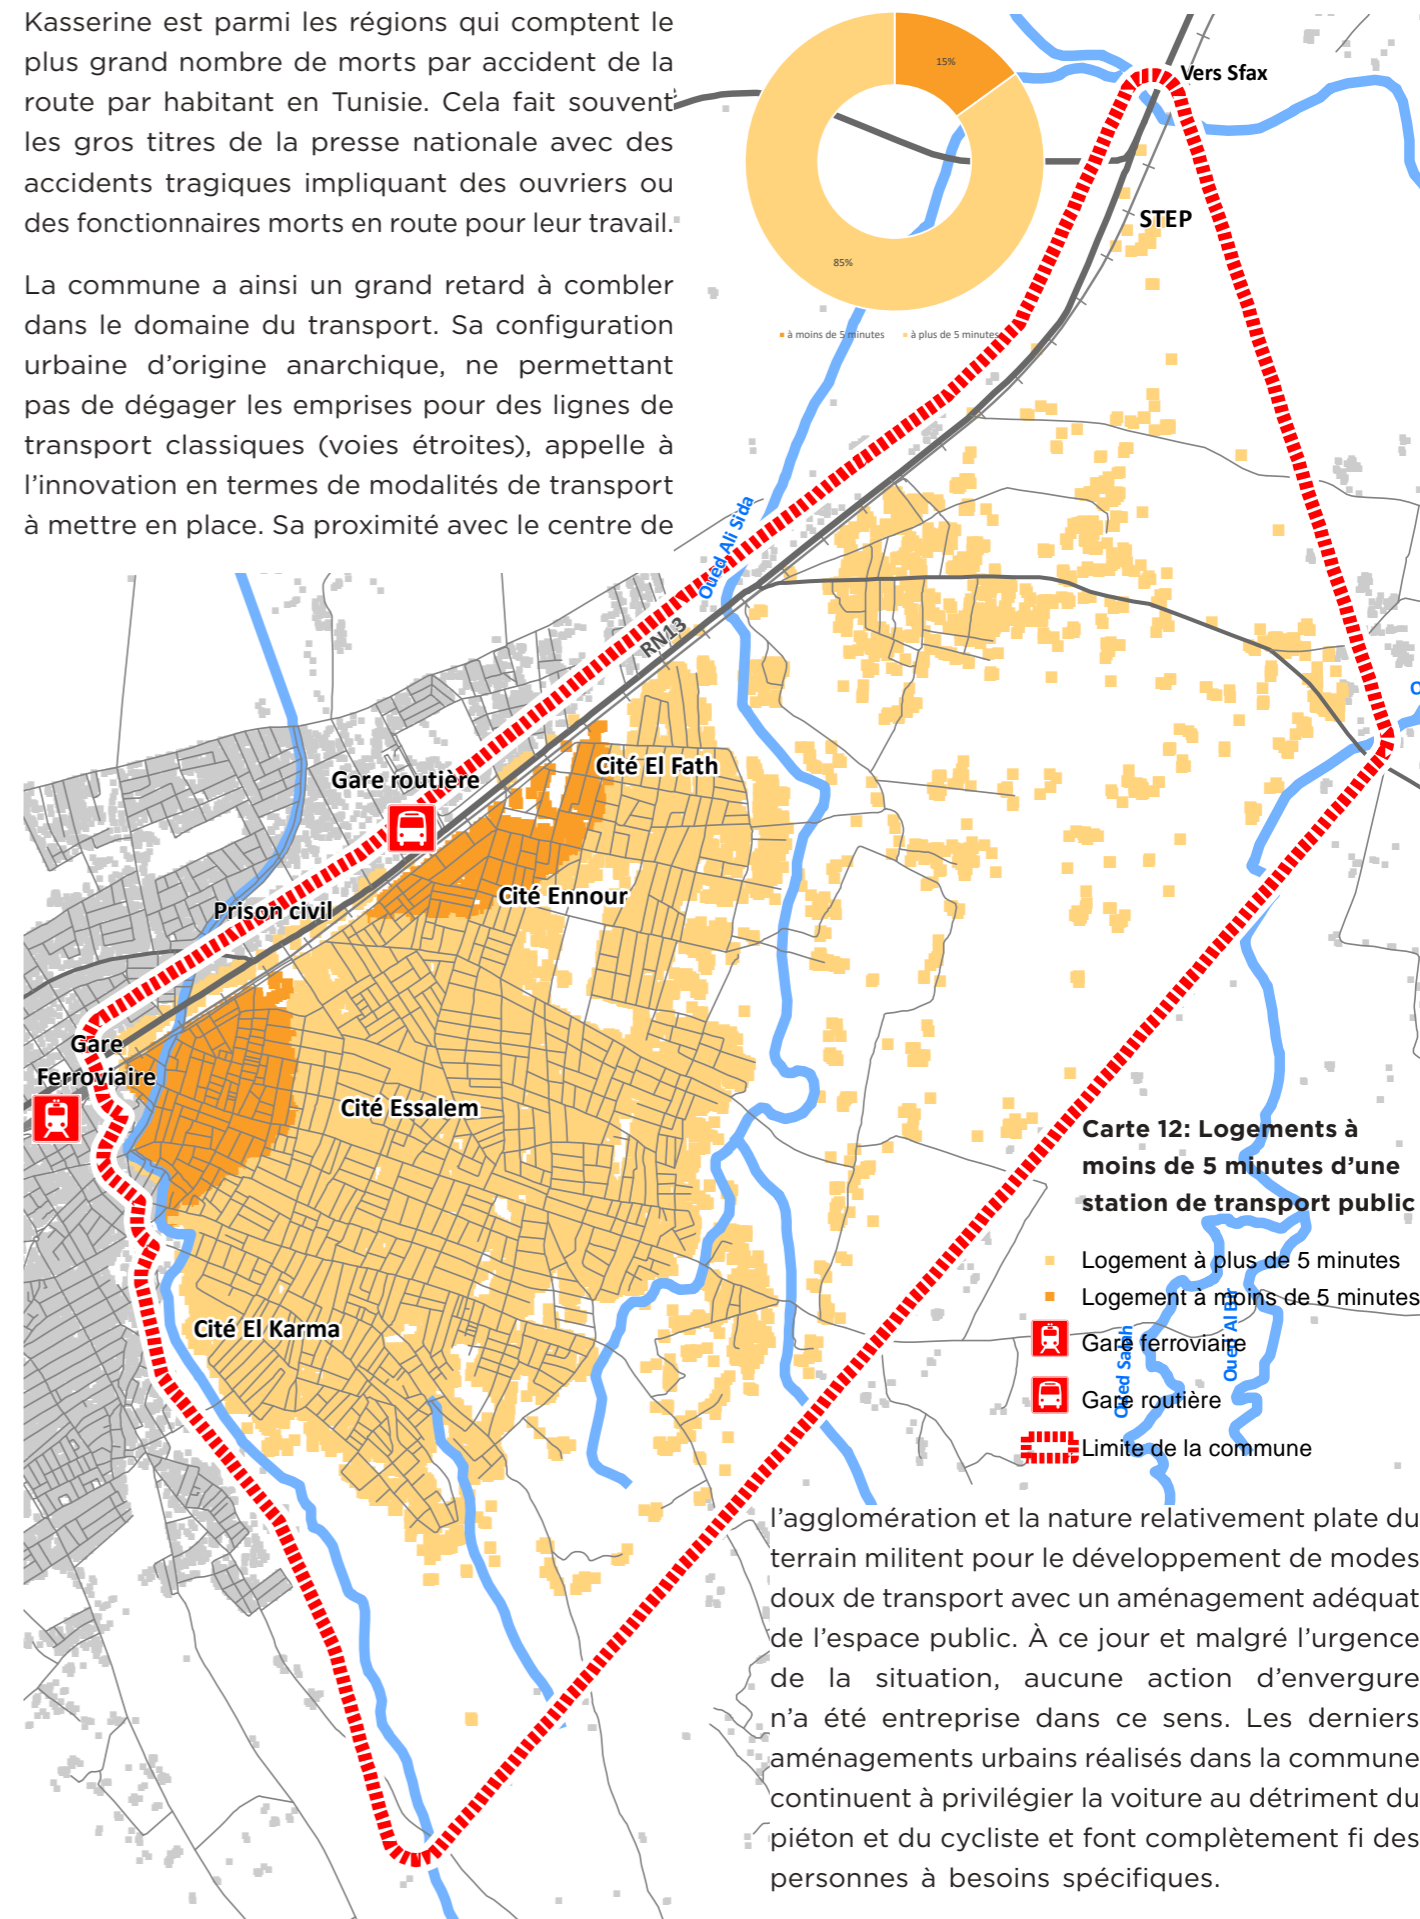 Kasserine est parmi les régions qui comptent le
plus grand nombre de morts par accident de la
route par habitant en Tunisie. Cela fait souvent
les gros titres de la presse nationale avec des
accidents tragiques impliquant des ouvriers ou
des fonctionnaires morts en route pour leur travail.
La commune a ainsi un grand retard à combler
dans le domaine du transport. Sa configuration
urbaine d'origine anarchique, ne permettant
pas de dégager les emprises pour des lignes de
transport classiques (voies étroites), appelle à
l'innovation en termes de modalités de transport
à mettre en place. Sa proximité avec le centre de
15%
85%
à moins de 5 minutes
à plus de 5 minutes
Vers Sfax
STEP
Oued Ali Sida
RN13
Cité El Fath
Gare routière
Cité Ennour
Prison civil
Gare
Ferroviaire
Cité Essalem
Cité El Karma
O
Carte 12: Logements à
moins de 5 minutes d'une
station de transport public
Logement à plus de 5 minutes
Logement à moins de 5 minutes
Gare ferroviaire
Gare routière
Limite de la commune
l'agglomération et la nature relativement plate du
terrain militent pour le développement de modes
doux de transport avec un aménagement adéquat
de l'espace public. À ce jour et malgré l'urgence
de la situation, aucune action d'envergure
n'a été entreprise dans ce sens. Les derniers
aménagements urbains réalisés dans la commune
continuent à privilégier la voiture au détriment du
piéton et du cycliste et font complètement fi des
personnes à besoins spécifiques.